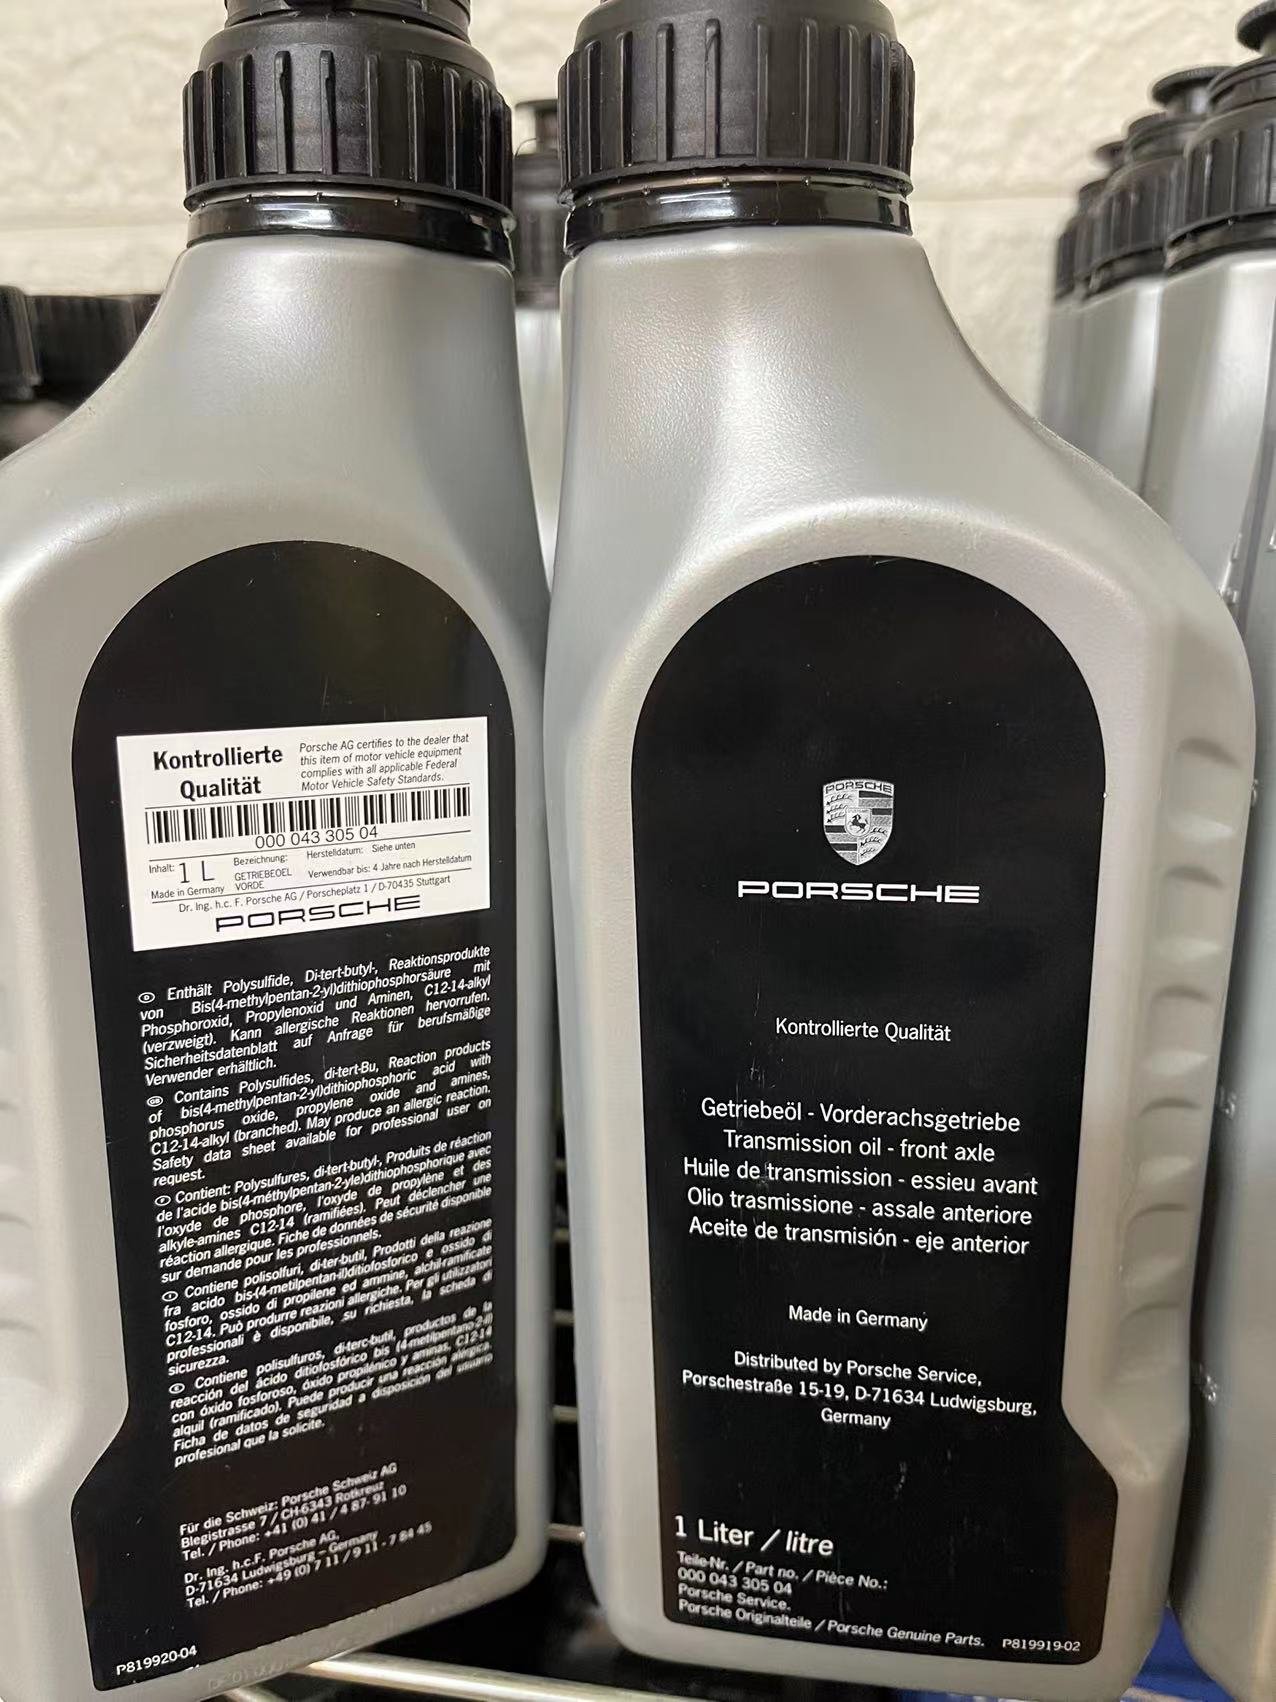 Kontrollierte
Qualität
Porsche AG certifies to the dealer that
this item of motor vehicle equipment
complies with all applicable Federal
Motor Vehicle Safety Standards.
000 043 305 04
Inhalt: 1 L
Bezeichnung:
GETRIEBEOEL
VORDE
Herstelldatum: Siehe unten
Verwendbar bis: 4 Jahre nach Herstelldatum
Made in Germany
Dr. Ing. h.c. F. Porsche AG / Porscheplatz 1 / D-70435 Stuttgart
PORSCHE
D Enthält Polysulfide, Di-tert-butyl-, Reaktionsprodukte
von Bis(4-methylpentan-2-yl)dithiophosphorsäure mit
Phosphoroxid, Propylenoxid und Aminen, C12-14-alkyl
(verzweigt). Kann allergische Reaktionen hervorrufen.
Sicherheitsdatenblatt auf Anfrage für berufsmäßige
Verwender erhältlich.
GB Contains Polysulfides, di-tert-Bu, Reaction products
of bis(4-methylpentan-2-yl)dithiophosphoric acid with
phosphorus oxide, propylene oxide and amines,
C12-14-alkyl (branched). May produce an allergic reaction.
Safety data sheet available for professional user on
request.
Contient: Polysulfures, di-tert-butyl-, Produits de réaction
de l'acide bis(4-méthylpentan-2-yle)dithiophosphorique avec
l'oxyde de phosphore, l'oxyde de propylène et des
alkyle-amines C12-14 (ramifiées). Peut déclencher une
réaction allergique. Fiche de données de sécurité disponible
sur demande pour les professionnels.
I Contiene polisolfuri, di-ter-butil, Prodotti della reazione
fra acido bis-(4-metilpentan-il)ditiofosforico e ossido di
fosforo, ossido di propilene ed ammine, alchil-ramificate
C12-14. Può produrre reazioni allergiche. Per gli utilizzatori
professionali è disponibile, su richiesta, la scheda di
sicurezza.
E Contiene polisulfuros, di-terc-butil, productos de la
reacción del ácido ditiofosfórico bis (4-metilpentano-2-il)
con óxido fosforoso, óxido propilénico y aminas, C12-14
alquil (ramificado). Puede producir una reacción alérgica.
Ficha de datos de seguridad a disposición del usuario
profesional que la solicite.
Für die Schweiz: Porsche Schweiz AG
Blegistrasse 7 / CH-6343 Rotkreuz
Tel. / Phone: +41 (0) 41 / 4 87- 91 10
Dr. Ing. h.c.F. Porsche AG,
D-71634 Ludwigsburg – Germany
Tel. / Phone: +49 (0) 7 11 / 9 11 - 7 84 45
P819920-04
PORSCHE
PORSCHE
Kontrollierte Qualität
Getriebeöl - Vorderachsgetriebe
Transmission oil - front axle
Huile de transmission - essieu avant
Olio trasmissione - assale anteriore
Aceite de transmisión - eje anterior
Made in Germany
Distributed by Porsche Service,
Porschestraße 15-19, D-71634 Ludwigsburg,
Germany
1 Liter / litre
Teile-Nr. / Part no. / Pièce No.:
000 043 305 04
Porsche Service.
Porsche Originalteile / Porsche Genuine Parts.
P819919-02